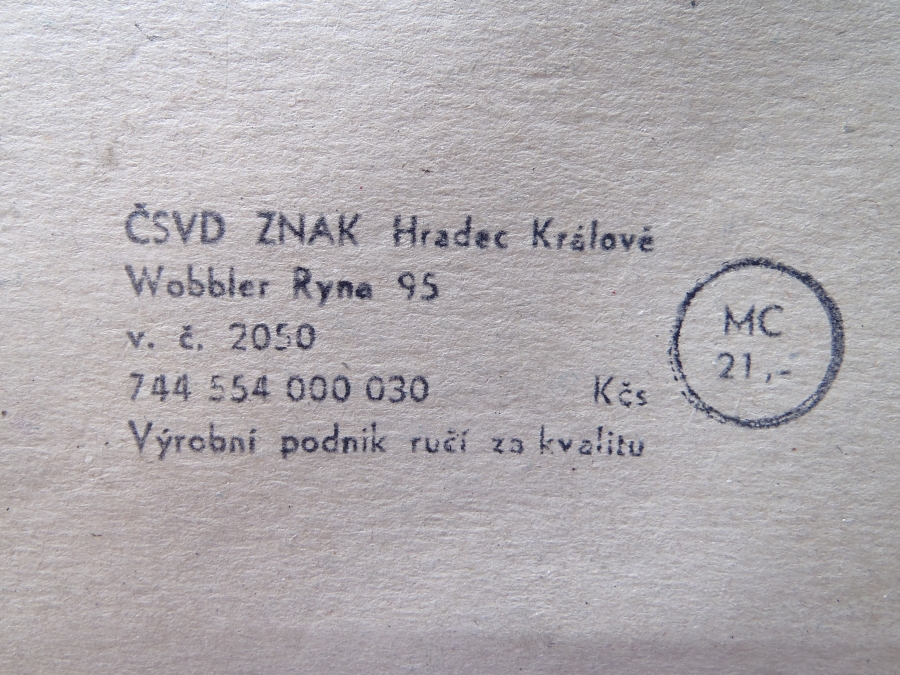 ČSVD ZNAK Hradec Králové
Wobbler Ryna 95
v. č. 2050
744 554 000 030 Kčs
MC
21,-
Výrobní podnik ručí za kvalitu